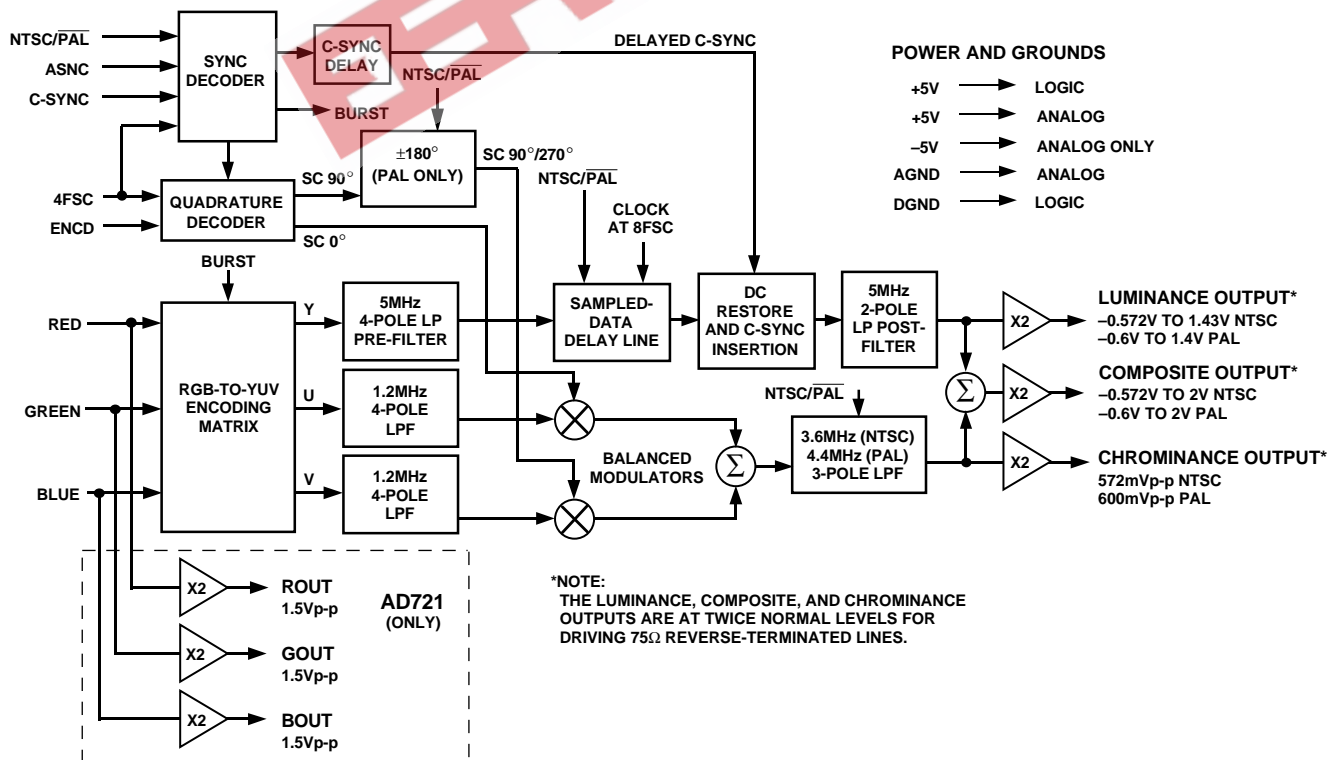 NTSC/PAL
ASNC
C-SYNC
SYNC
DECODER
C-SYNC
DELAY
DELAYED C-SYNC
NTSC/PAL
BURST
±180°
(PAL ONLY)
SC 90°/270°
SC 90°
4FSC
ENCD
QUADRATURE
DECODER
SC 0°
POWER AND GROUNDS
+5V LOGIC
+5V ANALOG
–5V ANALOG ONLY
AGND ANALOG
DGND LOGIC
NTSC/PAL
CLOCK
AT 8FSC
BURST
RED
GREEN
BLUE
RGB-TO-YUV
ENCODING
MATRIX
Y
U
V
5MHz
4-POLE LP
PRE-FILTER
1.2MHz
4-POLE
LPF
1.2MHz
4-POLE
LPF
SAMPLED-
DATA
DELAY LINE
DC
RESTORE
AND C-SYNC
INSERTION
5MHz
2-POLE
LP POST-
FILTER
BALANCED
MODULATORS
Σ
NTSC/PAL
3.6MHz (NTSC)
4.4MHz (PAL)
3-POLE LPF
Σ
X2
X2
X2
LUMINANCE OUTPUT*
–0.572V TO 1.43V NTSC
–0.6V TO 1.4V PAL
COMPOSITE OUTPUT*
–0.572V TO 2V NTSC
–0.6V TO 2V PAL
CHROMINANCE OUTPUT*
572mVp-p NTSC
600mVp-p PAL
X2
ROUT
1.5Vp-p
X2
GOUT
1.5Vp-p
X2
BOUT
1.5Vp-p
AD721
(ONLY)
*NOTE:
THE LUMINANCE, COMPOSITE, AND CHROMINANCE
OUTPUTS ARE AT TWICE NORMAL LEVELS FOR
DRIVING 75Ω REVERSE-TERMINATED LINES.